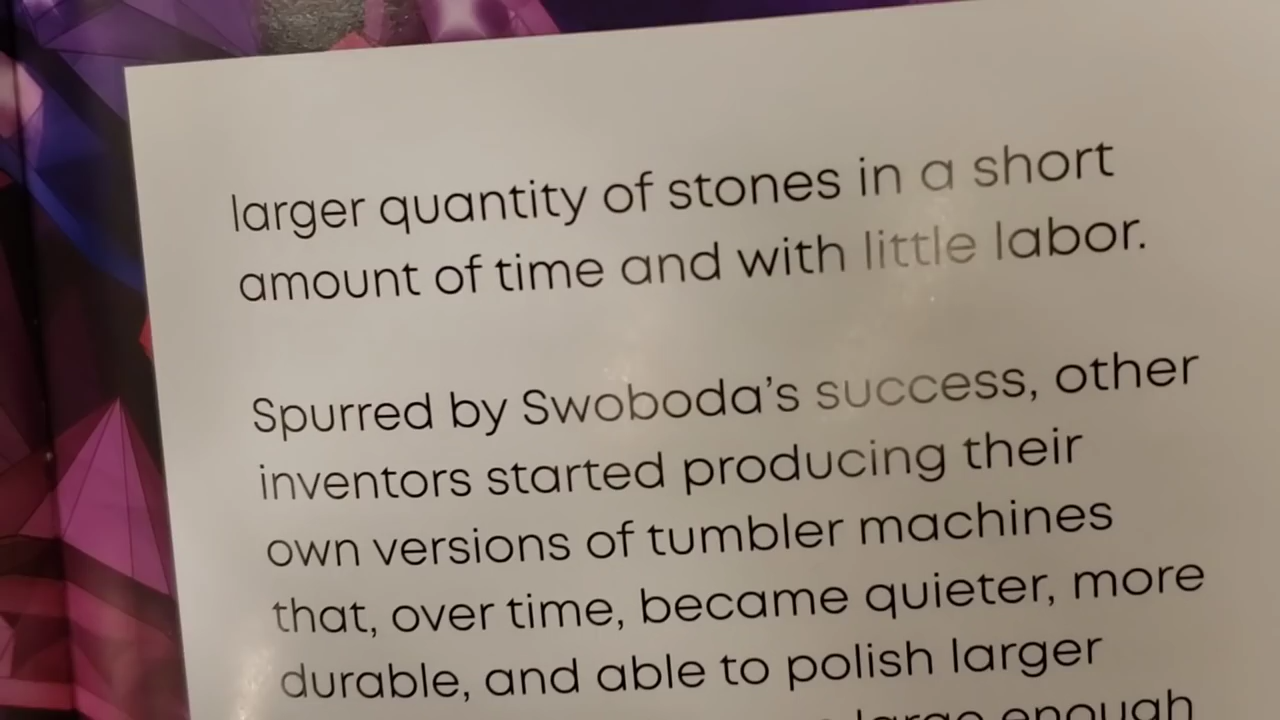 larger quantity of stones in a short
amount of time and with little labor.
Spurred by Swoboda's success, other
inventors started producing their
own versions of tumbler machines
that, over time, became quieter, more
durable, and able to polish larger
large enough